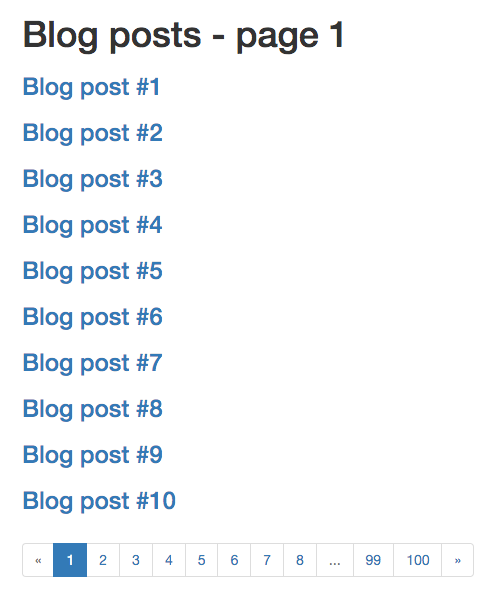 Blog posts - page 1
Blog post #1
Blog post #2
Blog post #3
Blog post #4
Blog post #5
Blog post #6
Blog post #7
Blog post #8
Blog post #9
Blog post #10
« 1 2 3 4 5 6 7 8 ... 99 100 »